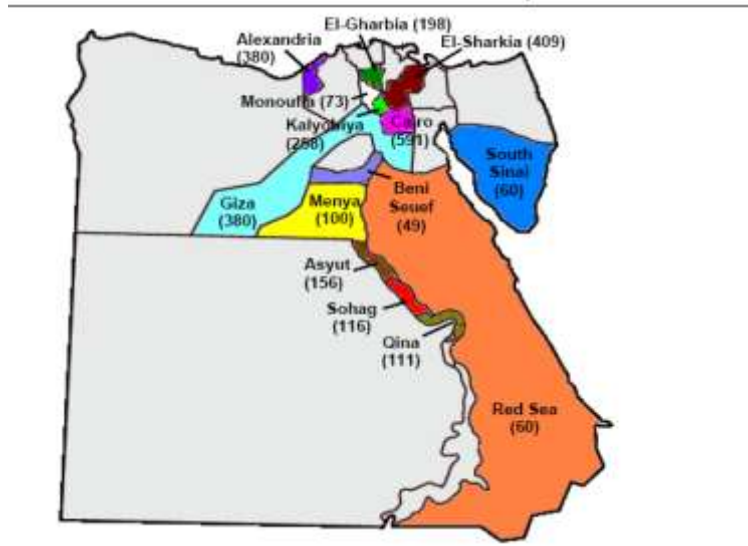 El-Gharbia (198)
Alexandria
(380)
El-Sharkia (409)
Monoufia (73)
Kalyobiya
(258)
Cairo
(591)
South
Sinai
(60)
Giza
(380)
Menya
(100)
Beni
Seuef
(49)
Asyut
(156)
Sohag
(116)
Qina
(111)
Red Sea
(60)